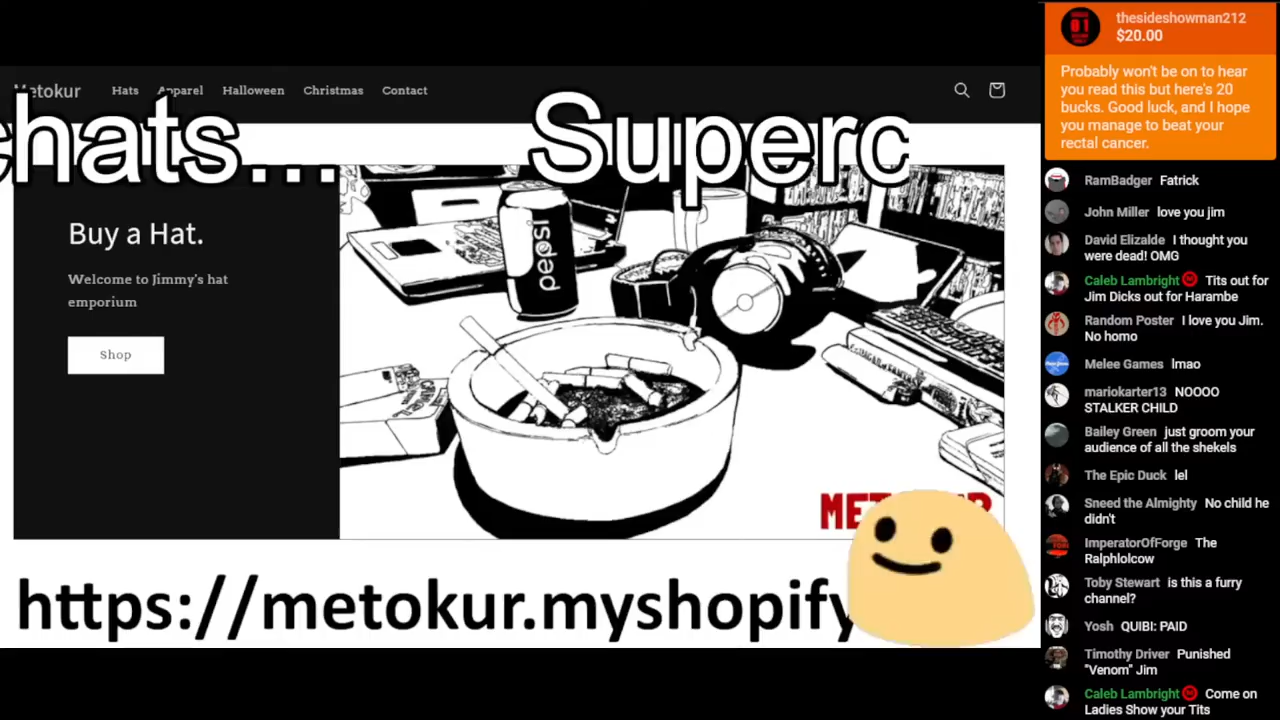 Metokur
Hats
Apparel
Halloween
Christmas
Contact
chats... Superc
Buy a Hat.
Welcome to Jimmy's hat
emporium
Shop
pepsi
https://metokur.myshopify
thesideshowman212
$20.00
Probably won't be on to hear
you read this but here's 20
bucks. Good luck, and I hope
you manage to beat your
rectal cancer.
RamBadger Fatrick
John Miller love you jim
David Elizalde I thought you
were dead! OMG
Caleb Lambright Tits out for
Jim Dicks out for Harambe
Random Poster I love you Jim.
No homo
Melee Games lmao
mariokarter13 NOOOO
STALKER CHILD
Bailey Green just groom your
audience of all the shekels
The Epic Duck lel
Sneed the Almighty No child he
didn't
ImperatorOfForge The
Ralphlolcow
Toby Stewart is this a furry
channel?
Yosh QUIBI: PAID
Timothy Driver Punished
"Venom" Jim
Caleb Lambright Come on
Ladies Show your Tits